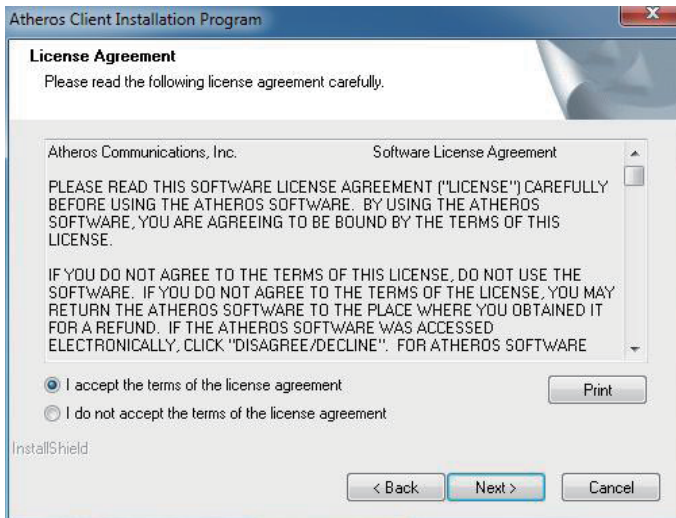 Atheros Client Installation Program
License Agreement
Please read the following license agreement carefully.
Atheros Communications, Inc. Software License Agreement
PLEASE READ THIS SOFTWARE LICENSE AGREEMENT ("LICENSE") CAREFULLY
BEFORE USING THE ATHEROS SOFTWARE. BY USING THE ATHEROS
SOFTWARE, YOU ARE AGREEING TO BE BOUND BY THE TERMS OF THIS
LICENSE.
IF YOU DO NOT AGREE TO THE TERMS OF THIS LICENSE, DO NOT USE THE
SOFTWARE. IF YOU DO NOT AGREE TO THE TERMS OF THE LICENSE, YOU MAY
RETURN THE ATHEROS SOFTWARE TO THE PLACE WHERE YOU OBTAINED IT
FOR A REFUND. IF THE ATHEROS SOFTWARE WAS ACCESSED
ELECTRONICALLY, CLICK "DISAGREE/DECLINE". FOR ATHEROS SOFTWARE
I accept the terms of the license agreement
Print
I do not accept the terms of the license agreement
InstallShield
< Back Next > Cancel